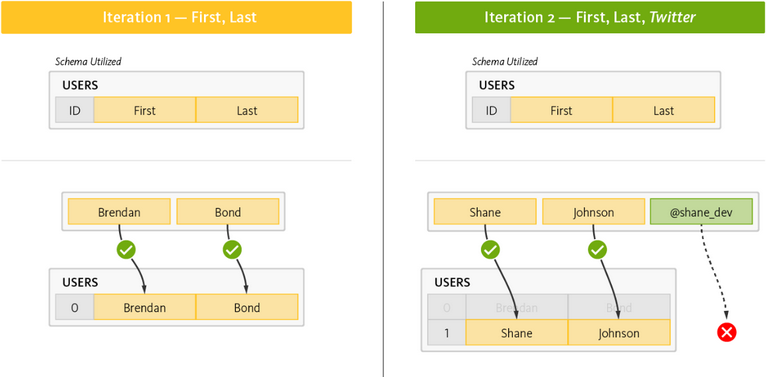 Iteration 1 — First, Last
Schema Utilized
USERS
ID First Last
Brendan Bond
USERS
0 Brendan Bond
Iteration 2 — First, Last, Twitter
Schema Utilized
USERS
ID First Last
Shane Johnson @shane_dev
USERS
0 Brendan Bond
1 Shane Johnson